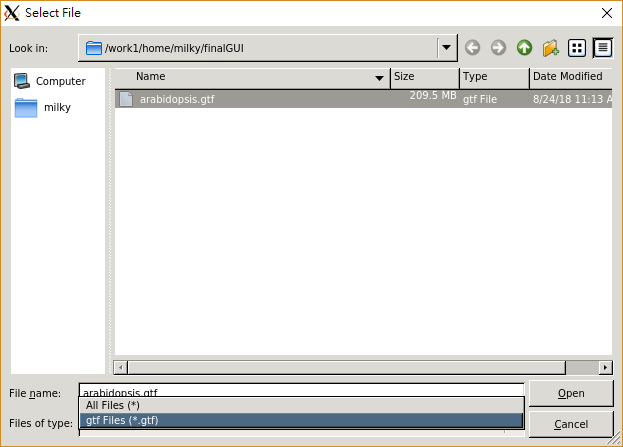 Select File
Look in: /work1/home/milky/finalGUI
Computer
milky
Name Size Type Date Modified
arabidopsis.gtf 209.5 MB gtf File 8/24/18 11:13 A
File name: arabidopsis.gtf Open
All Files (*)
Files of type: gtf Files (*.gtf) Cancel